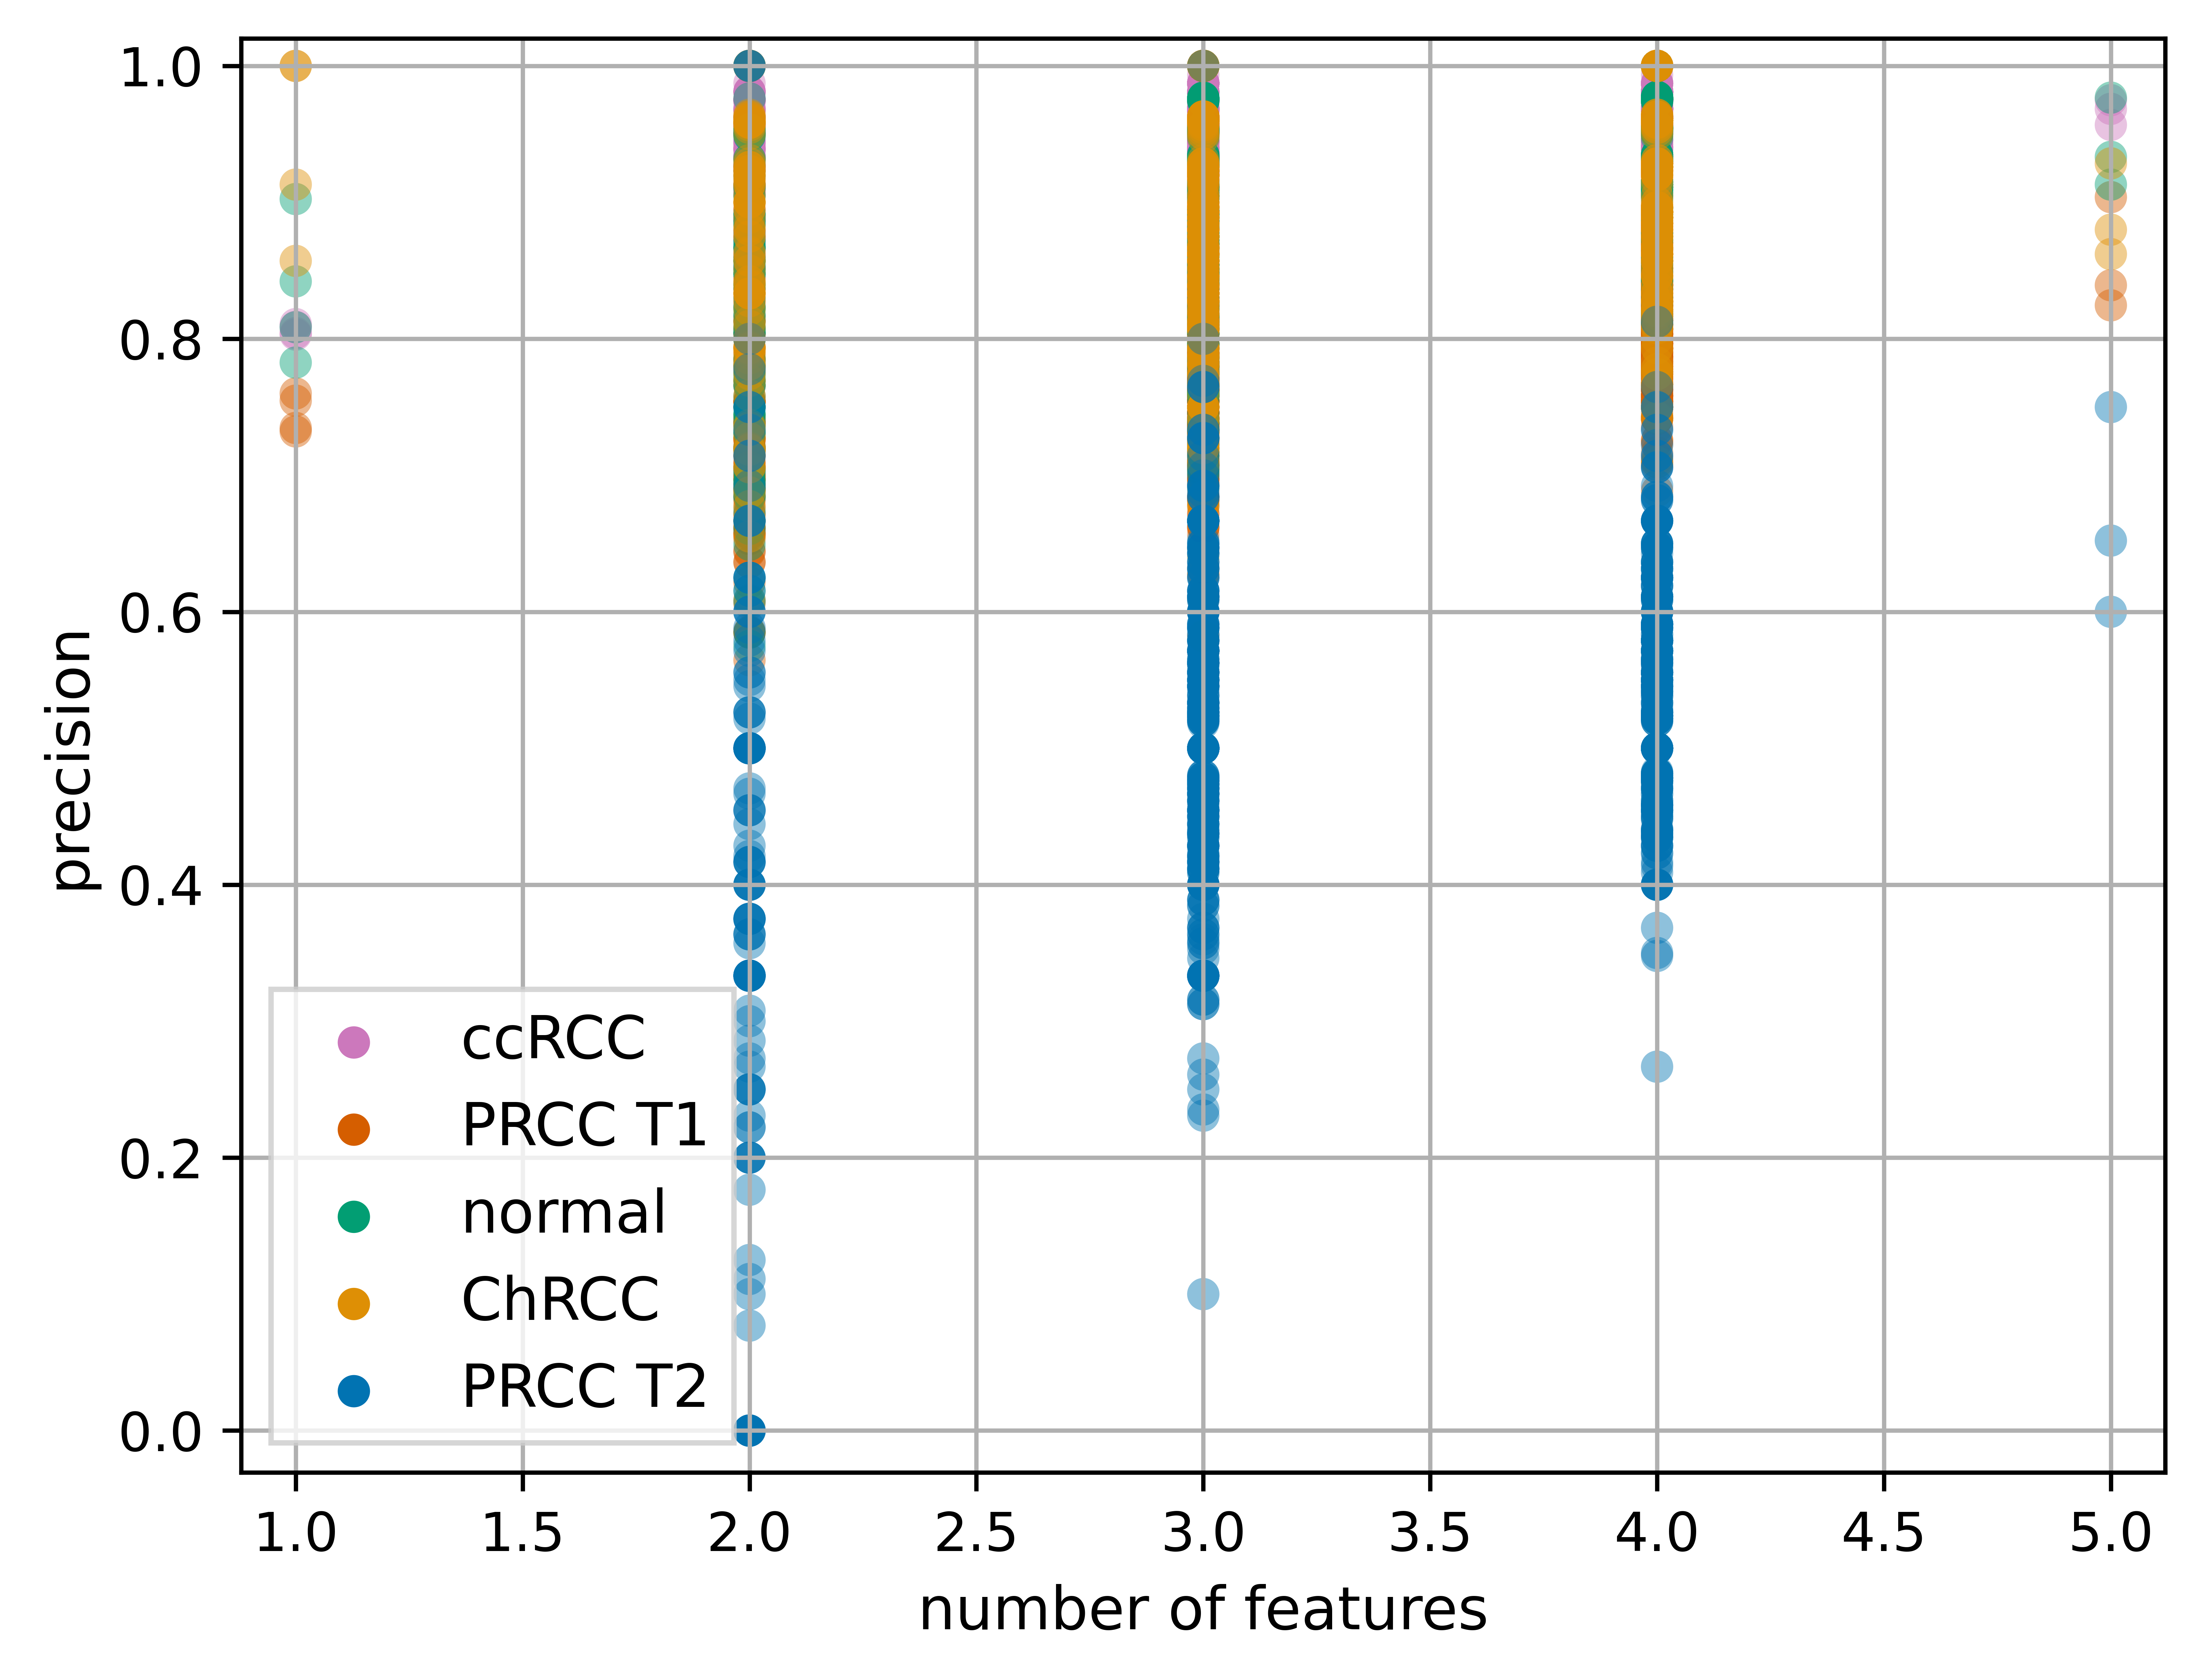 1.0
0.8
0.6
0.4
0.2
0.0
precision
ccRCC
PRCC T1
normal
ChRCC
PRCC T2
1.0 1.5 2.0 2.5 3.0 3.5 4.0 4.5 5.0
number of features